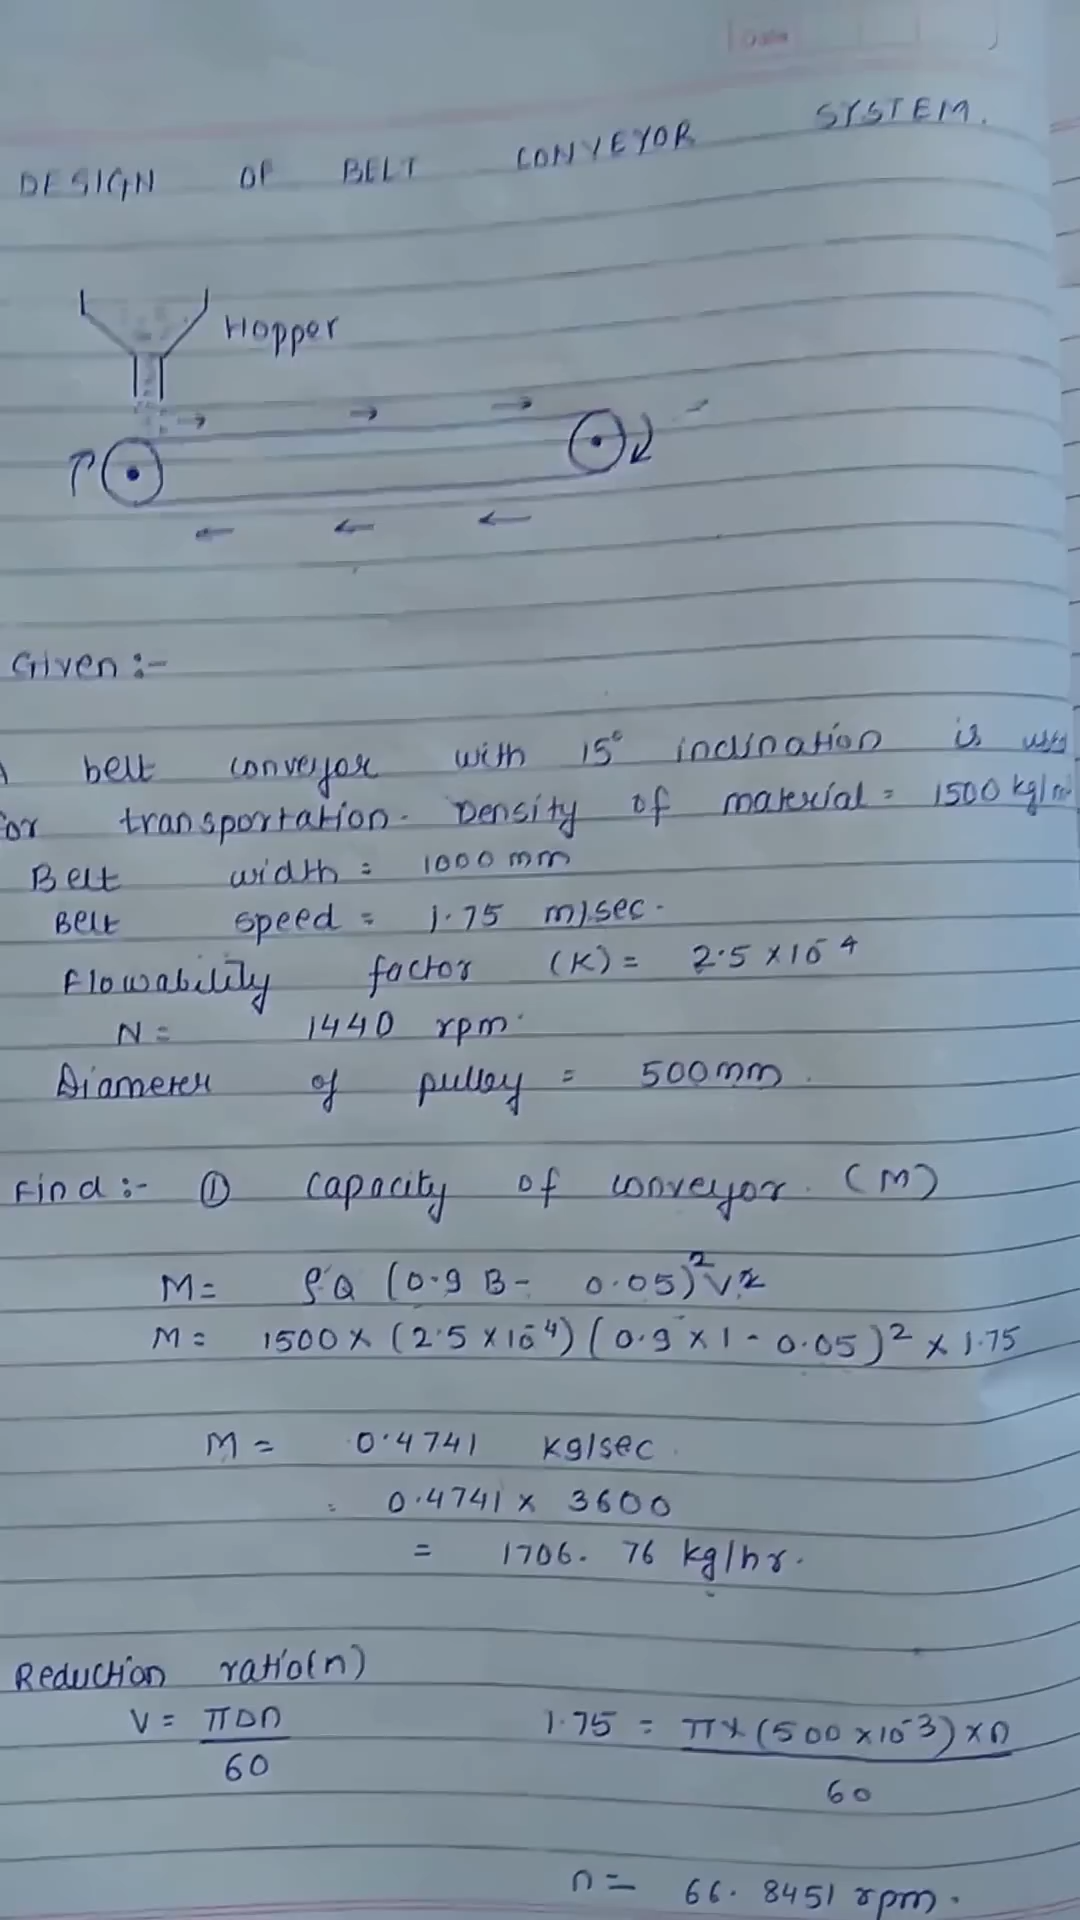 DESIGN OF BELT CONVEYOR SYSTEM.
Hopper
Given :-
A belt conveyor with 15° inclination is
for transportation. Density of material = 1500 kg/m³
Belt width = 1000 mm
Belt speed = 1.75 m/sec.
Flowability factor (K) = 2.5 × 10⁻⁴
N = 1440 rpm.
Diameter of pulley = 500mm.
Find :- ① capacity of conveyor. (M)
M = ρQ (0.9 B - 0.05)² V
M = 1500 × (2.5 × 10⁻⁴) (0.9 × 1 - 0.05)² × 1.75
M = 0.4741 kg/sec.
= 0.4741 × 3600
= 1706.76 kg/hr.
Reduction ratio(n)
V = πDn / 60 1.75 = π × (500 × 10⁻³) × n / 60
n = 66.8451 rpm.